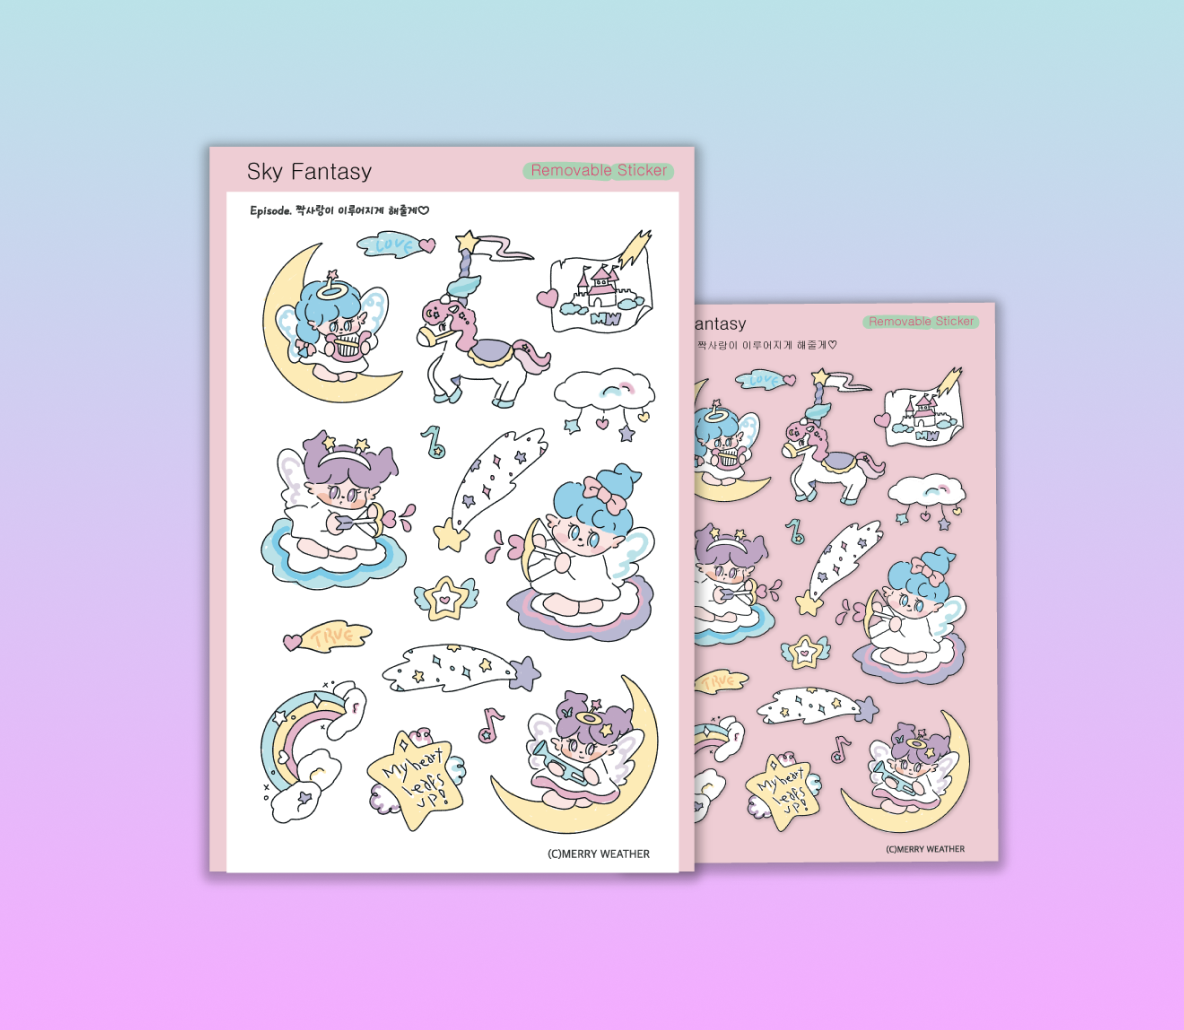 Sky Fantasy
Removable Sticker
Episode. 짝사랑이 이루어지게 해줄게♡
LOVE
MW
TRUE
My heart
leafs
up!
(C)MERRY WEATHER
antasy
Removable Sticker
짝사랑이 이루어지게 해줄게♡
LOVE
MW
TRUE
My heart
leafs
up!
(C)MERRY WEATHER